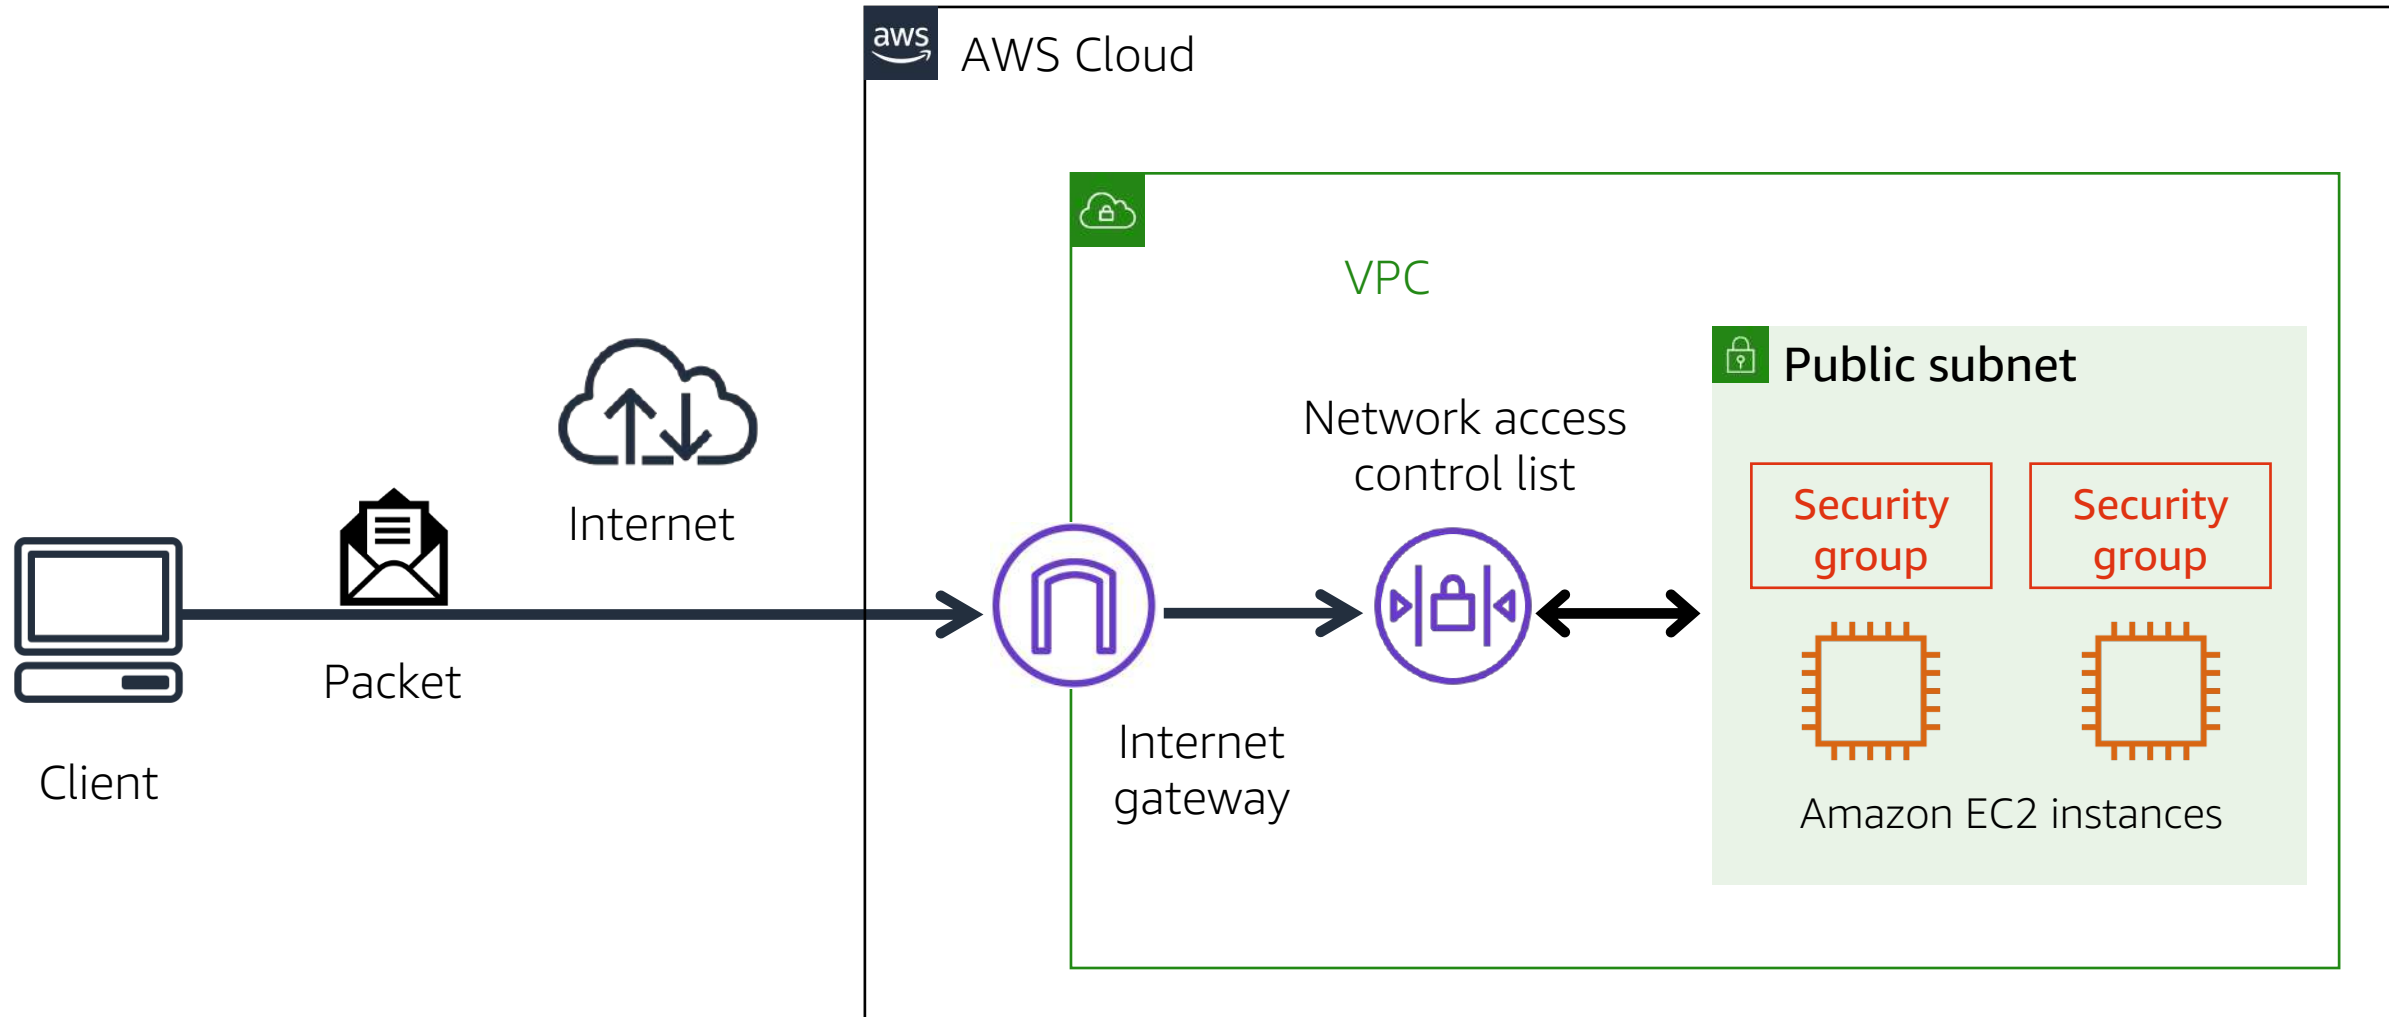 aws
AWS Cloud
VPC
Public subnet
Network access
control list
Security
group
Security
group
Internet
Packet
Client
Internet
gateway
Amazon EC2 instances